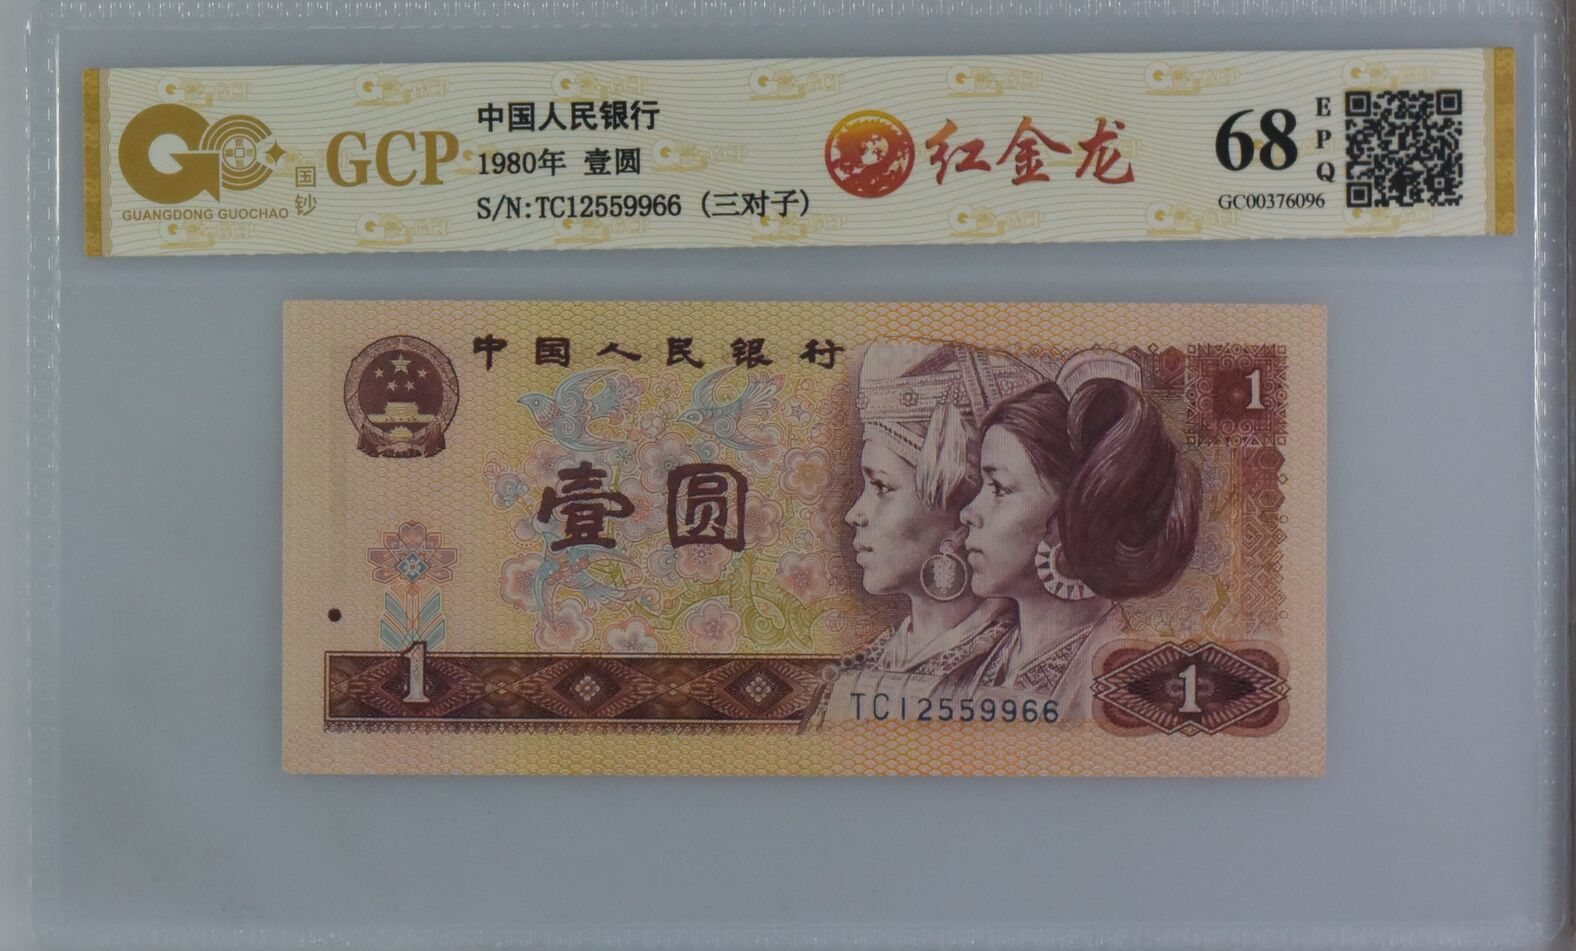 GUANGDONG GUOCHAO
国钞
GCP
中国人民银行
1980年 壹圆
S/N:TC12559966 (三对子)
红金龙
68
EPQ
GC00376096
中国人民银行
1
壹圆
1
1
TC12559966